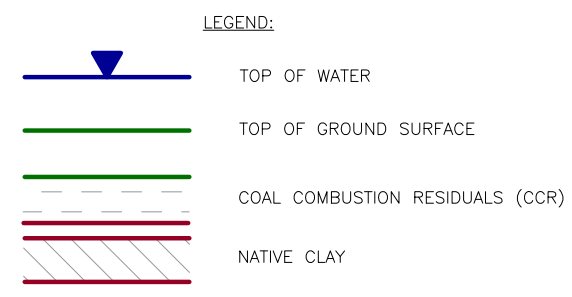 LEGEND:
TOP OF WATER
TOP OF GROUND SURFACE
COAL COMBUSTION RESIDUALS (CCR)
NATIVE CLAY